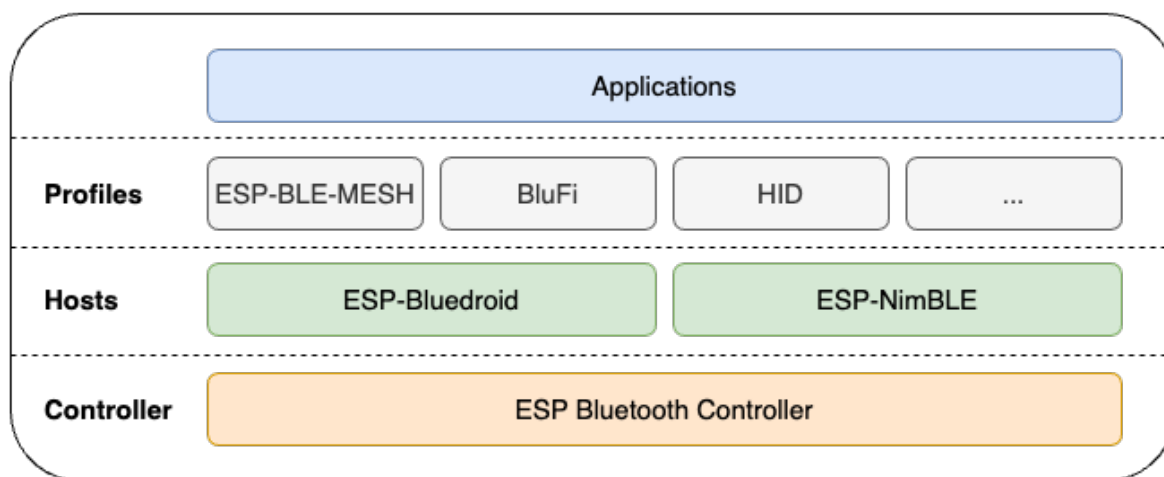 Applications
Profiles
ESP-BLE-MESH
BluFi
HID
...
Hosts
ESP-Bluedroid
ESP-NimBLE
Controller
ESP Bluetooth Controller